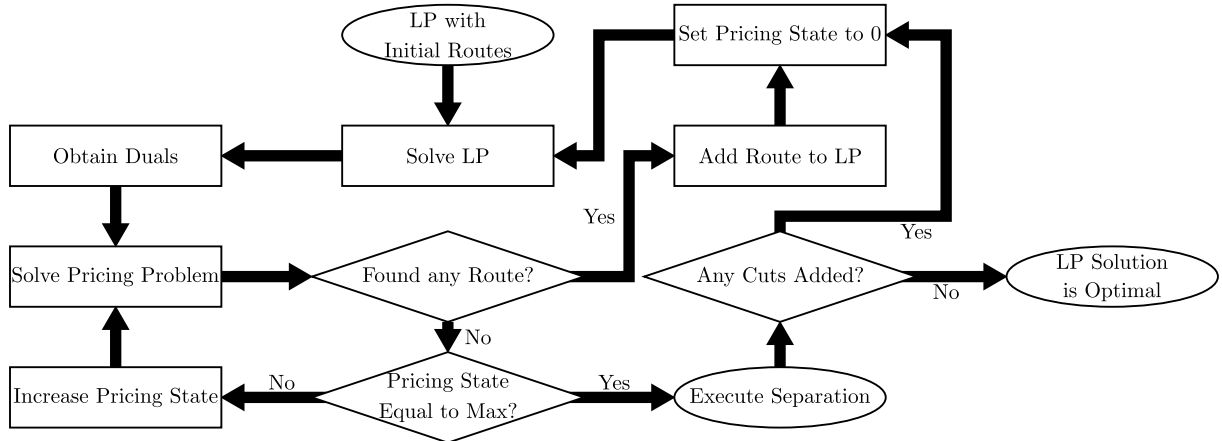 LP with
Initial Routes
Set Pricing State to 0
Obtain Duals
Solve LP
Add Route to LP
Yes
Yes
Solve Pricing Problem
Found any Route?
Any Cuts Added?
LP Solution
is Optimal
No
No
Increase Pricing State
No
Pricing State
Equal to Max?
Yes
Execute Separation